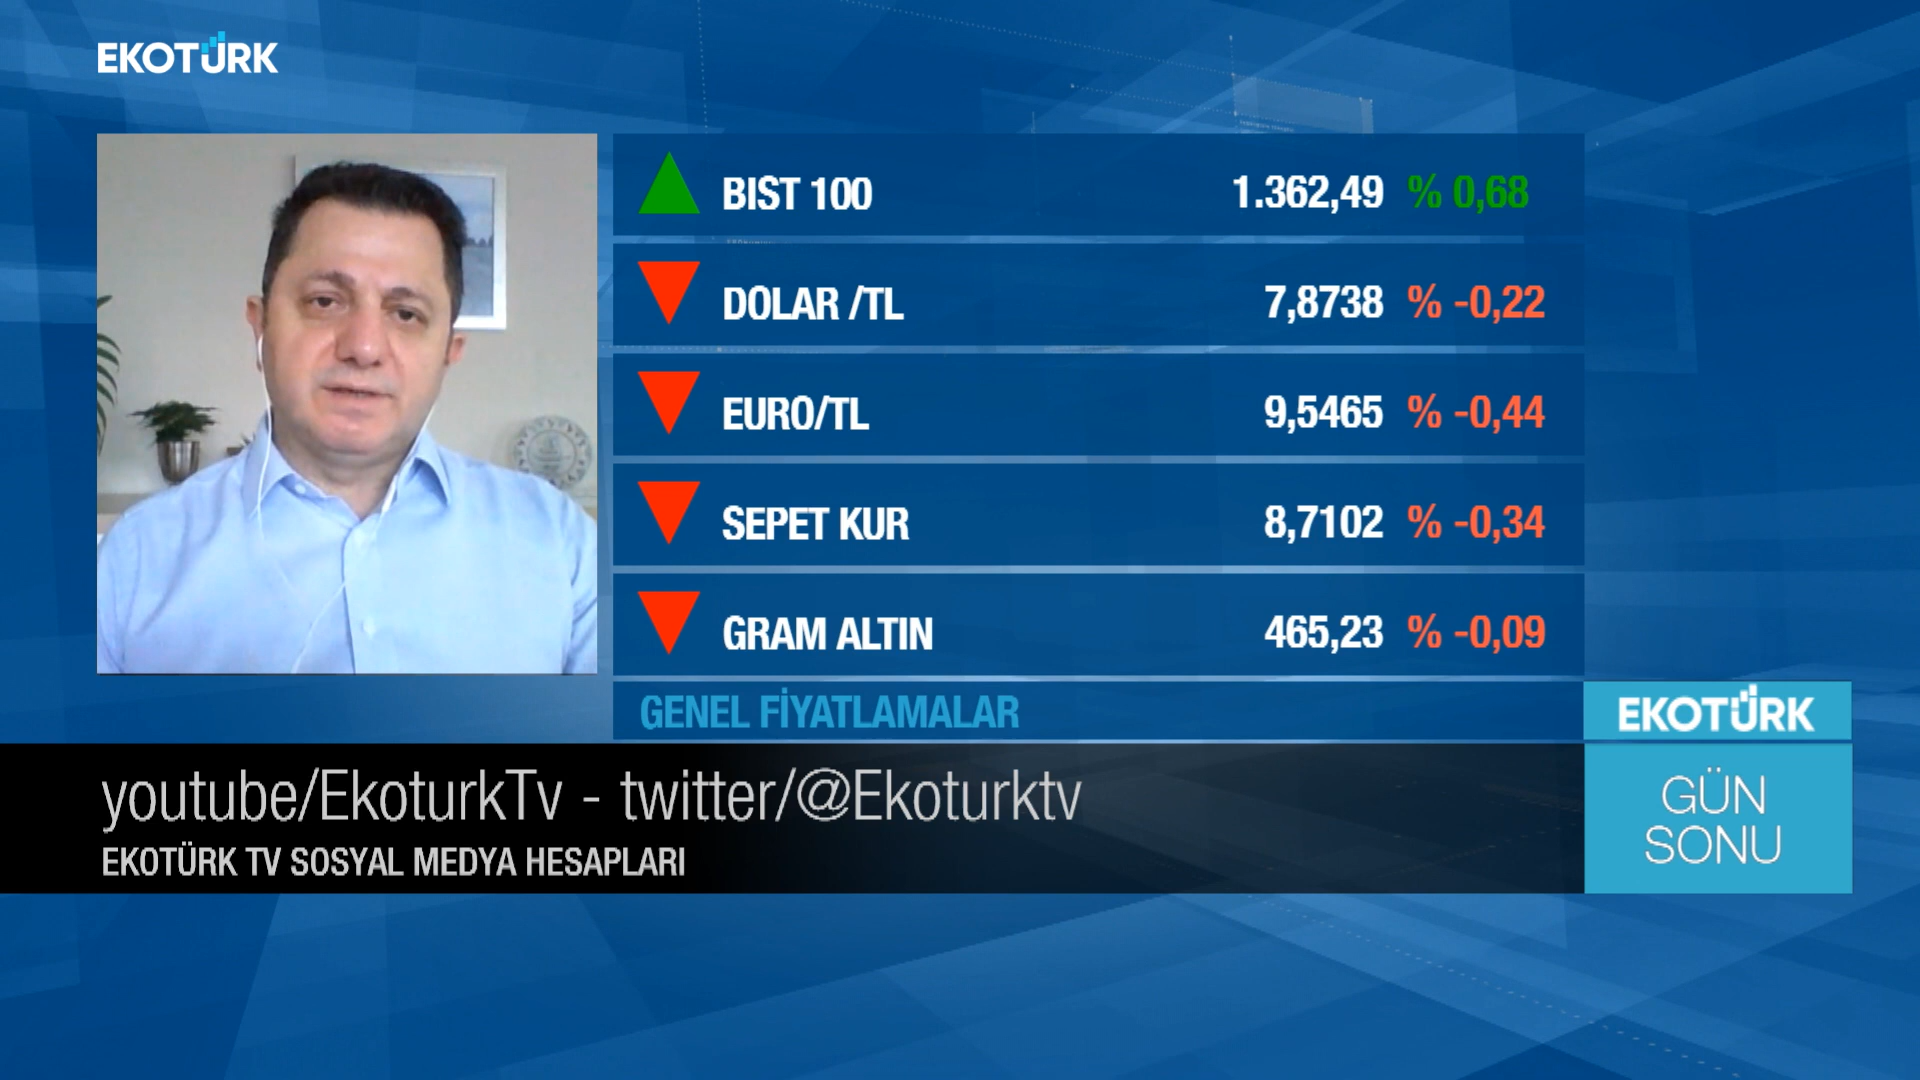 EKOTÜRK
BIST 100 1.362,49 % 0,68
DOLAR /TL 7,8738 % -0,22
EURO/TL 9,5465 % -0,44
SEPET KUR 8,7102 % -0,34
GRAM ALTIN 465,23 % -0,09
GENEL FİYATLAMALAR
EKOTÜRK
youtube/EkoturkTv - twitter/@Ekoturktv
EKOTÜRK TV SOSYAL MEDYA HESAPLARI
GÜN
SONU